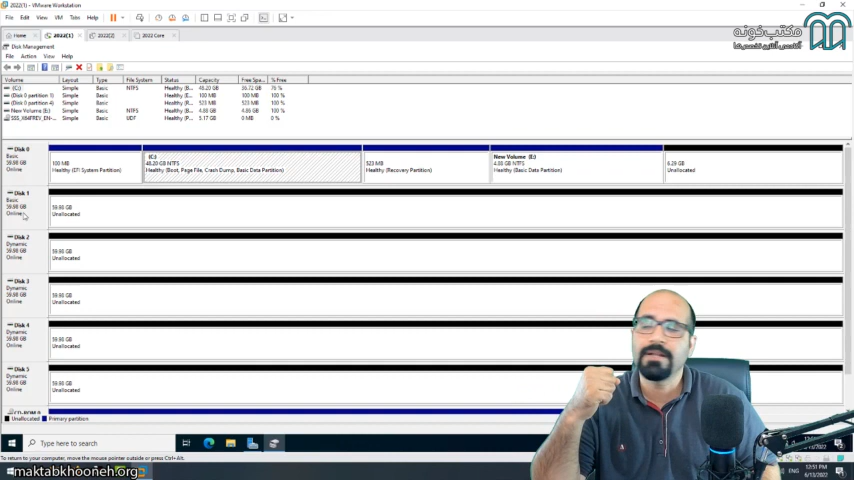 2022(1) - VMware Workstation
File Edit View VM Tabs Help
Home 2022(1) 2022(2) 2022 Core
مکتب‌خونه
Disk Management
File Action View Help
Volume Layout Type File System Status Capacity Free Spa... % Free
(C:) Simple Basic NTFS Healthy (B... 48.20 GB 36.72 GB 76 %
(Disk 0 partition 1) Simple Basic Healthy (E... 100 MB 100 MB 100 %
(Disk 0 partition 4) Simple Basic Healthy (R... 523 MB 523 MB 100 %
New Volume (E:) Simple Basic NTFS Healthy (B... 4.88 GB 4.86 GB 100 %
SSS_X64FREV_EN-... Simple Basic UDF Healthy (P... 5.17 GB 0 MB 0 %
Disk 0
Basic
59.98 GB
Online
100 MB
Healthy (EFI System Partition)
(C:)
48.20 GB NTFS
Healthy (Boot, Page File, Crash Dump, Basic Data Partition)
523 MB
Healthy (Recovery Partition)
New Volume (E:)
4.88 GB NTFS
Healthy (Basic Data Partition)
6.29 GB
Unallocated
Disk 1
Basic
59.98 GB
Online
59.98 GB
Unallocated
Disk 2
Dynamic
59.98 GB
Online
59.98 GB
Unallocated
Disk 3
Dynamic
59.98 GB
Online
59.98 GB
Unallocated
Disk 4
Dynamic
59.98 GB
Online
59.98 GB
Unallocated
Disk 5
Dynamic
59.98 GB
Online
59.98 GB
Unallocated
CD-ROM 0
Unallocated Primary partition
Type here to search
To return to your computer, move the mouse pointer outside or press Ctrl+Alt.
maktabkhooneh.org
ENG 12:51 PM
6/13/2022